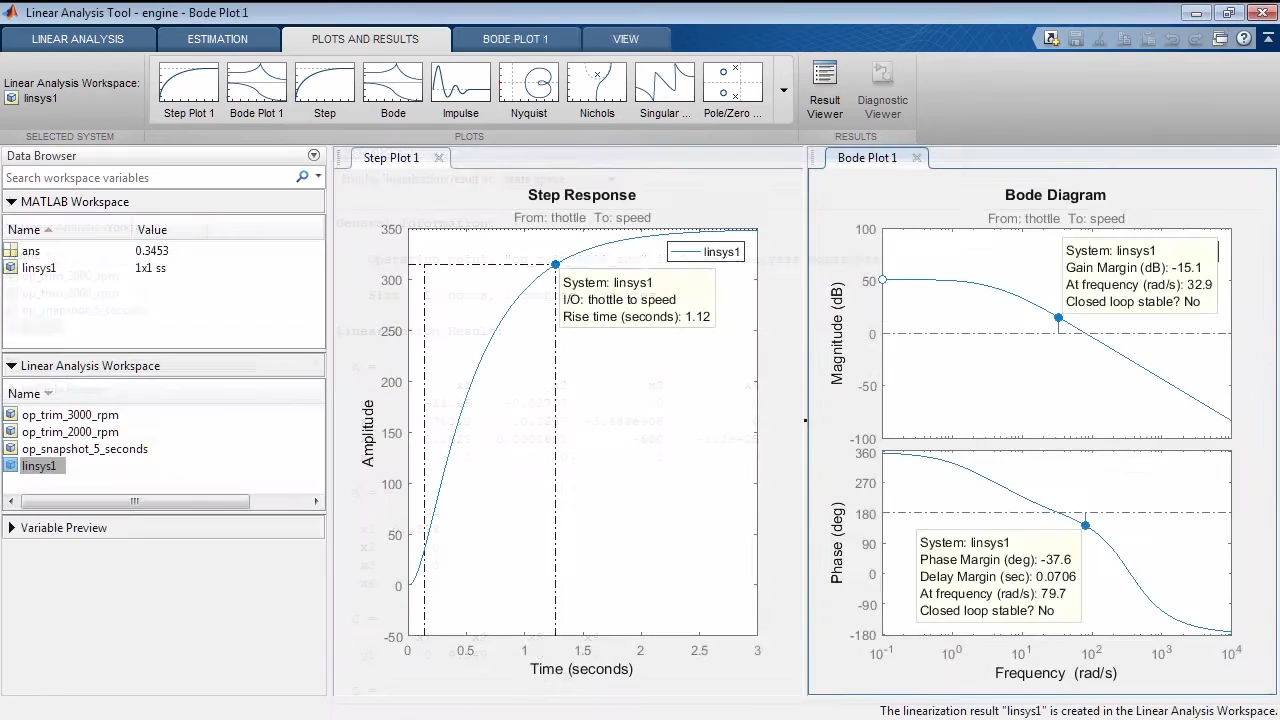 Linear Analysis Tool - engine - Bode Plot 1
LINEAR ANALYSIS
ESTIMATION
PLOTS AND RESULTS
BODE PLOT 1
VIEW
Linear Analysis Workspace:
linsys1
Step Plot 1
Bode Plot 1
Step
Bode
Impulse
Nyquist
Nichols
Singular ...
Pole/Zero ...
Result Viewer
Diagnostic Viewer
SELECTED SYSTEM
PLOTS
RESULTS
Data Browser
Search workspace variables
MATLAB Workspace
Name Value
ans 0.3453
linsys1 1x1 ss
Linear Analysis Workspace
Name
op_trim_3000_rpm
op_trim_2000_rpm
op_snapshot_5_seconds
linsys1
Variable Preview
Step Plot 1
Step Response
From: thottle To: speed
350
300
250
200
150
100
50
0
-50
Amplitude
linsys1
System: linsys1
I/O: thottle to speed
Rise time (seconds): 1.12
0 0.5 1 1.5 2 2.5 3
Time (seconds)
Bode Plot 1
Bode Diagram
From: thottle To: speed
100
50
0
-50
-100
Magnitude (dB)
System: linsys1
Gain Margin (dB): -15.1
At frequency (rad/s): 32.9
Closed loop stable? No
360
270
180
90
0
-90
-180
Phase (deg)
System: linsys1
Phase Margin (deg): -37.6
Delay Margin (sec): 0.0706
At frequency (rad/s): 79.7
Closed loop stable? No
10^-1 10^0 10^1 10^2 10^3 10^4
Frequency (rad/s)
The linearization result "linsys1" is created in the Linear Analysis Workspace.